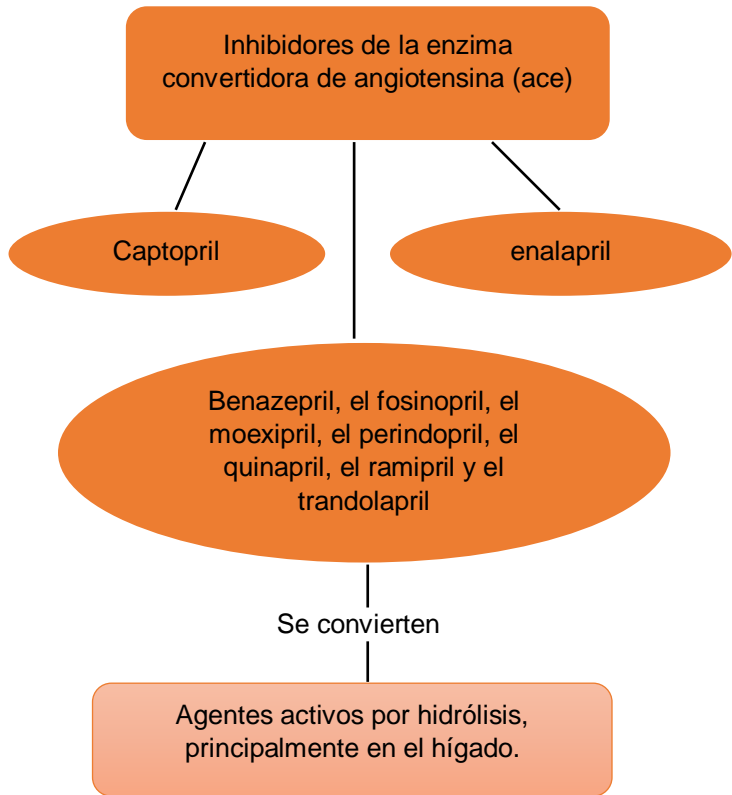 Inhibidores de la enzima
convertidora de angiotensina (ace)
Captopril
enalapril
Benazepril, el fosinopril, el
moexipril, el perindopril, el
quinapril, el ramipril y el
trandolapril
Se convierten
Agentes activos por hidrólisis,
principalmente en el hígado.